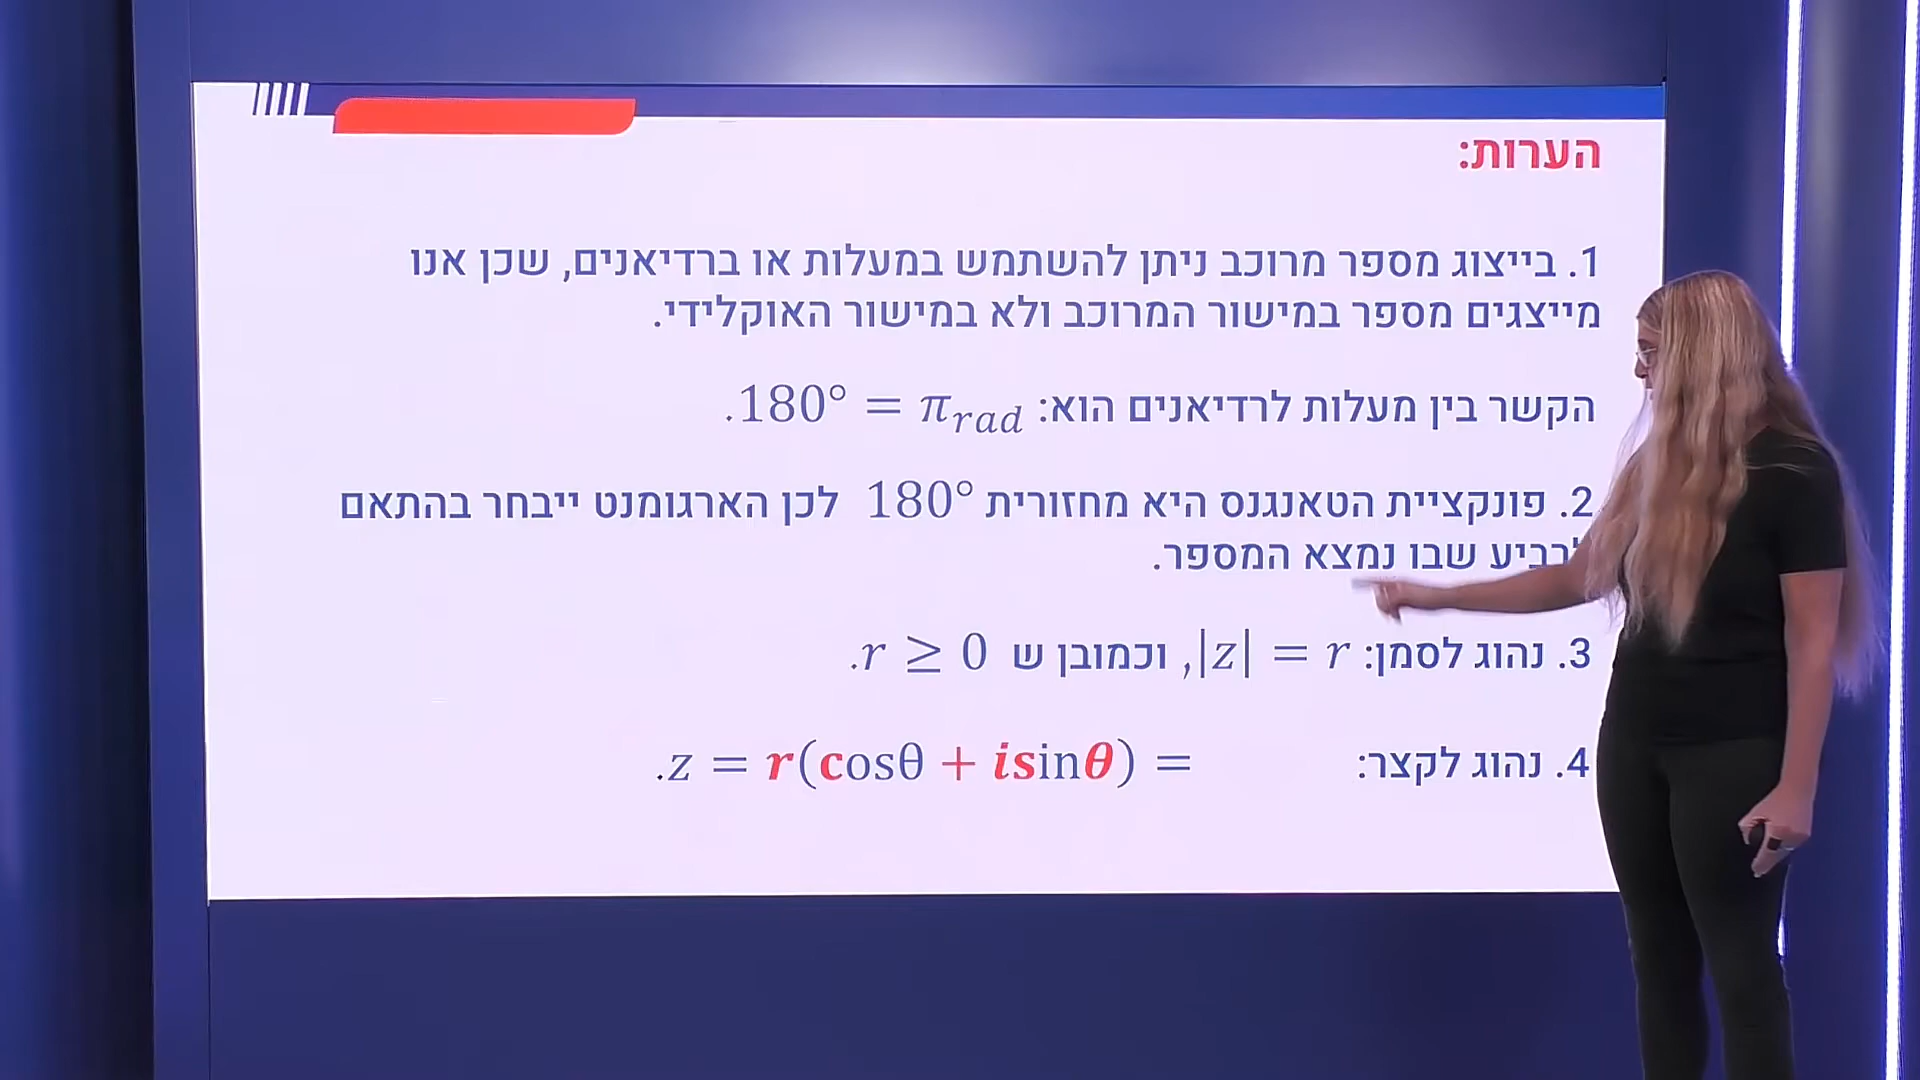 הערות:
1. בייצוג מספר מרוכב ניתן להשתמש במעלות או ברדיאנים, שכן אנו
מייצגים מספר במישור המרוכב ולא במישור האוקלידי.
הקשר בין מעלות לרדיאנים הוא: 180° = π_rad.
2. פונקציית הטאנגנס היא מחזורית 180° לכן הארגומנט ייבחר בהתאם
לרביע שבו נמצא המספר.
3. נהוג לסמן: |z| = r, וכמובן ש r ≥ 0.
4. נהוג לקצר: z = r(cosθ + isinθ) =.